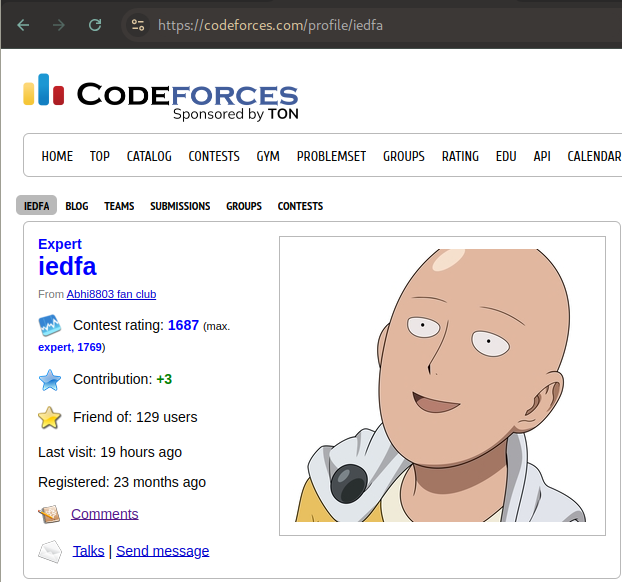 https://codeforces.com/profile/iedfa
CODEFORCES
Sponsored by TON
HOME TOP CATALOG CONTESTS GYM PROBLEMSET GROUPS RATING EDU API CALENDAR
IEDFA BLOG TEAMS SUBMISSIONS GROUPS CONTESTS
Expert
iedfa
From Abhi8803 fan club
Contest rating: 1687 (max.
expert, 1769)
Contribution: +3
Friend of: 129 users
Last visit: 19 hours ago
Registered: 23 months ago
Comments
Talks | Send message